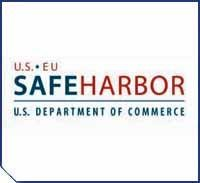 U.S.•EU
SAFEHARBOR
U.S. DEPARTMENT OF COMMERCE